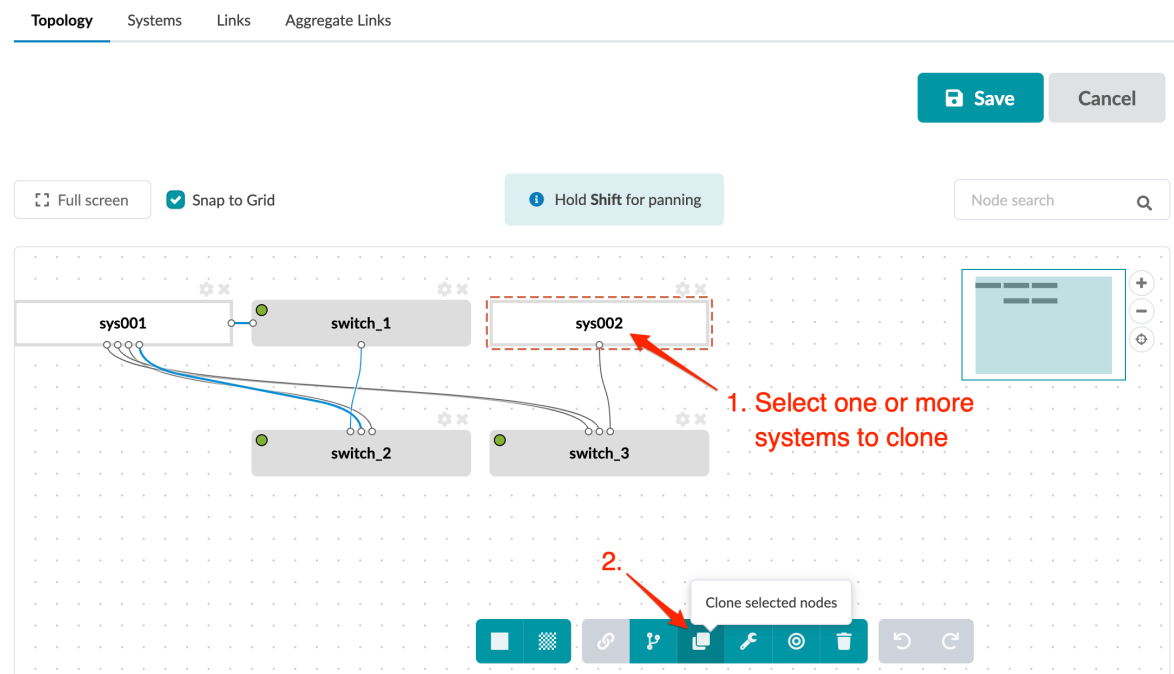 Topology Systems Links Aggregate Links
Save Cancel
Full screen Snap to Grid Hold Shift for panning Node search
sys001 switch_1 sys002
1. Select one or more
systems to clone
switch_2 switch_3
2.
Clone selected nodes